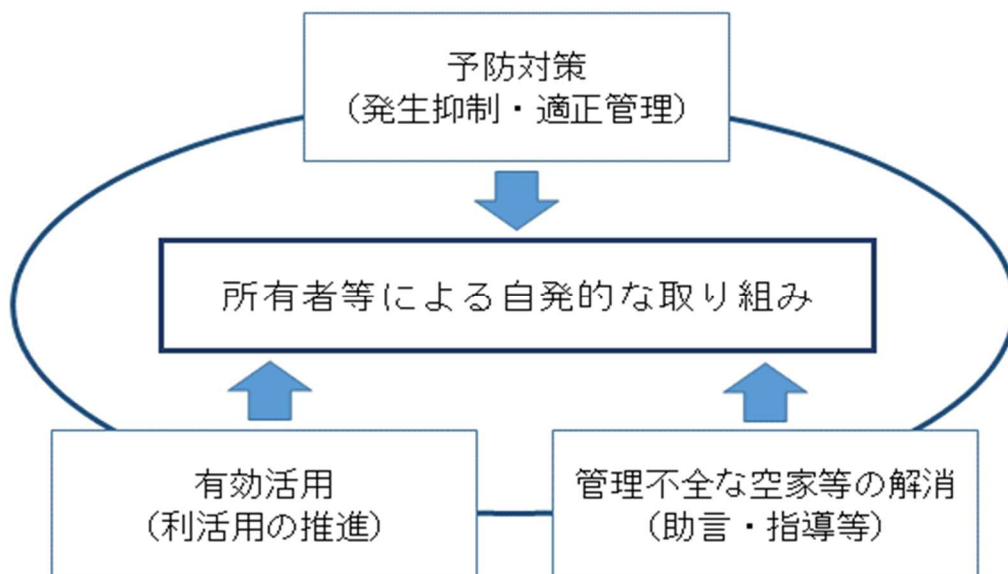 予防対策
(発生抑制・適正管理)
所有者等による自発的な取り組み
有効活用
(利活用の推進)
管理不全な空家等の解消
(助言・指導等)